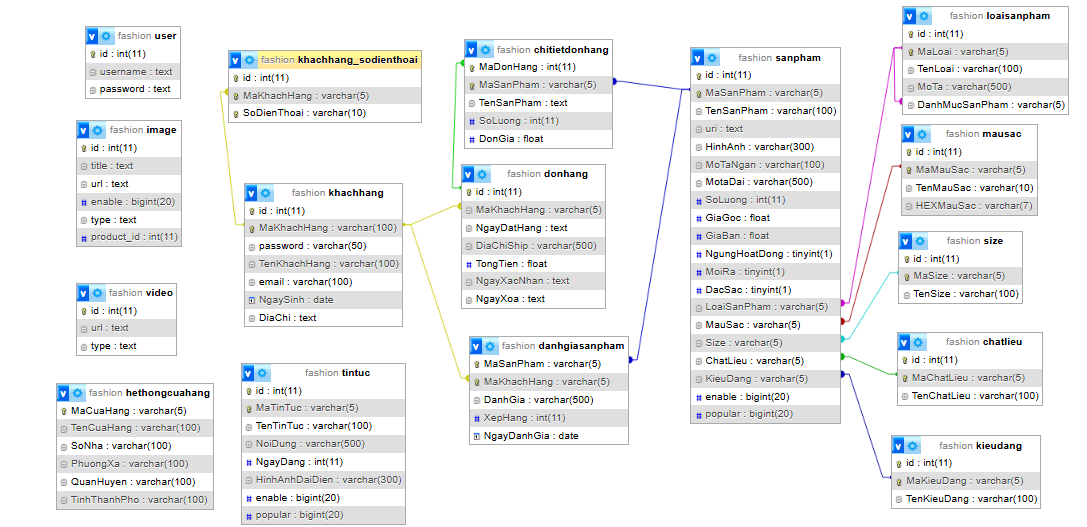 fashion user
id : int(11)
username : text
password : text
fashion image
id : int(11)
title : text
url : text
enable : bigint(20)
type : text
product_id : int(11)
fashion video
id : int(11)
url : text
type : text
fashion hethongcuahang
MaCuaHang : varchar(5)
TenCuaHang : varchar(100)
SoNha : varchar(100)
PhuongXa : varchar(100)
QuanHuyen : varchar(100)
TinhThanhPho : varchar(100)
fashion khachhang_sodienthoai
id : int(11)
MaKhachHang : varchar(5)
SoDienThoai : varchar(10)
fashion khachhang
id : int(11)
MaKhachHang : varchar(100)
password : varchar(50)
TenKhachHang : varchar(100)
email : varchar(100)
NgaySinh : date
DiaChi : text
fashion tintuc
id : int(11)
MaTinTuc : varchar(5)
TenTinTuc : varchar(100)
NoiDung : varchar(500)
NgayDang : int(11)
HinhAnhDaiDien : varchar(300)
enable : bigint(20)
popular : bigint(20)
fashion chitietdonhang
MaDonHang : int(11)
MaSanPham : varchar(5)
TenSanPham : text
SoLuong : int(11)
DonGia : float
fashion donhang
id : int(11)
MaKhachHang : varchar(5)
NgayDatHang : text
DiaChiShip : varchar(500)
TongTien : float
NgayXacNhan : text
NgayXoa : text
fashion danhgiasanpham
MaSanPham : varchar(5)
MaKhachHang : varchar(5)
DanhGia : varchar(500)
XepHang : int(11)
NgayDanhGia : date
fashion sanpham
id : int(11)
MaSanPham : varchar(5)
TenSanPham : varchar(100)
uri : text
HinhAnh : varchar(300)
MoTaNgan : varchar(100)
MotaDai : varchar(500)
SoLuong : int(11)
GiaGoc : float
GiaBan : float
NgungHoatDong : tinyint(1)
MoiRa : tinyint(1)
DacSac : tinyint(1)
LoaiSanPham : varchar(5)
MauSac : varchar(5)
Size : varchar(5)
ChatLieu : varchar(5)
KieuDang : varchar(5)
enable : bigint(20)
popular : bigint(20)
fashion loaisanpham
id : int(11)
MaLoai : varchar(5)
TenLoai : varchar(100)
MoTa : varchar(500)
DanhMucSanPham : varchar(5)
fashion mausac
id : int(11)
MaMauSac : varchar(5)
TenMauSac : varchar(10)
HEXMauSac : varchar(7)
fashion size
id : int(11)
MaSize : varchar(5)
TenSize : varchar(100)
fashion chatlieu
id : int(11)
MaChatLieu : varchar(5)
TenChatLieu : varchar(100)
fashion kieudang
id : int(11)
MaKieuDang : varchar(5)
TenKieuDang : varchar(100)